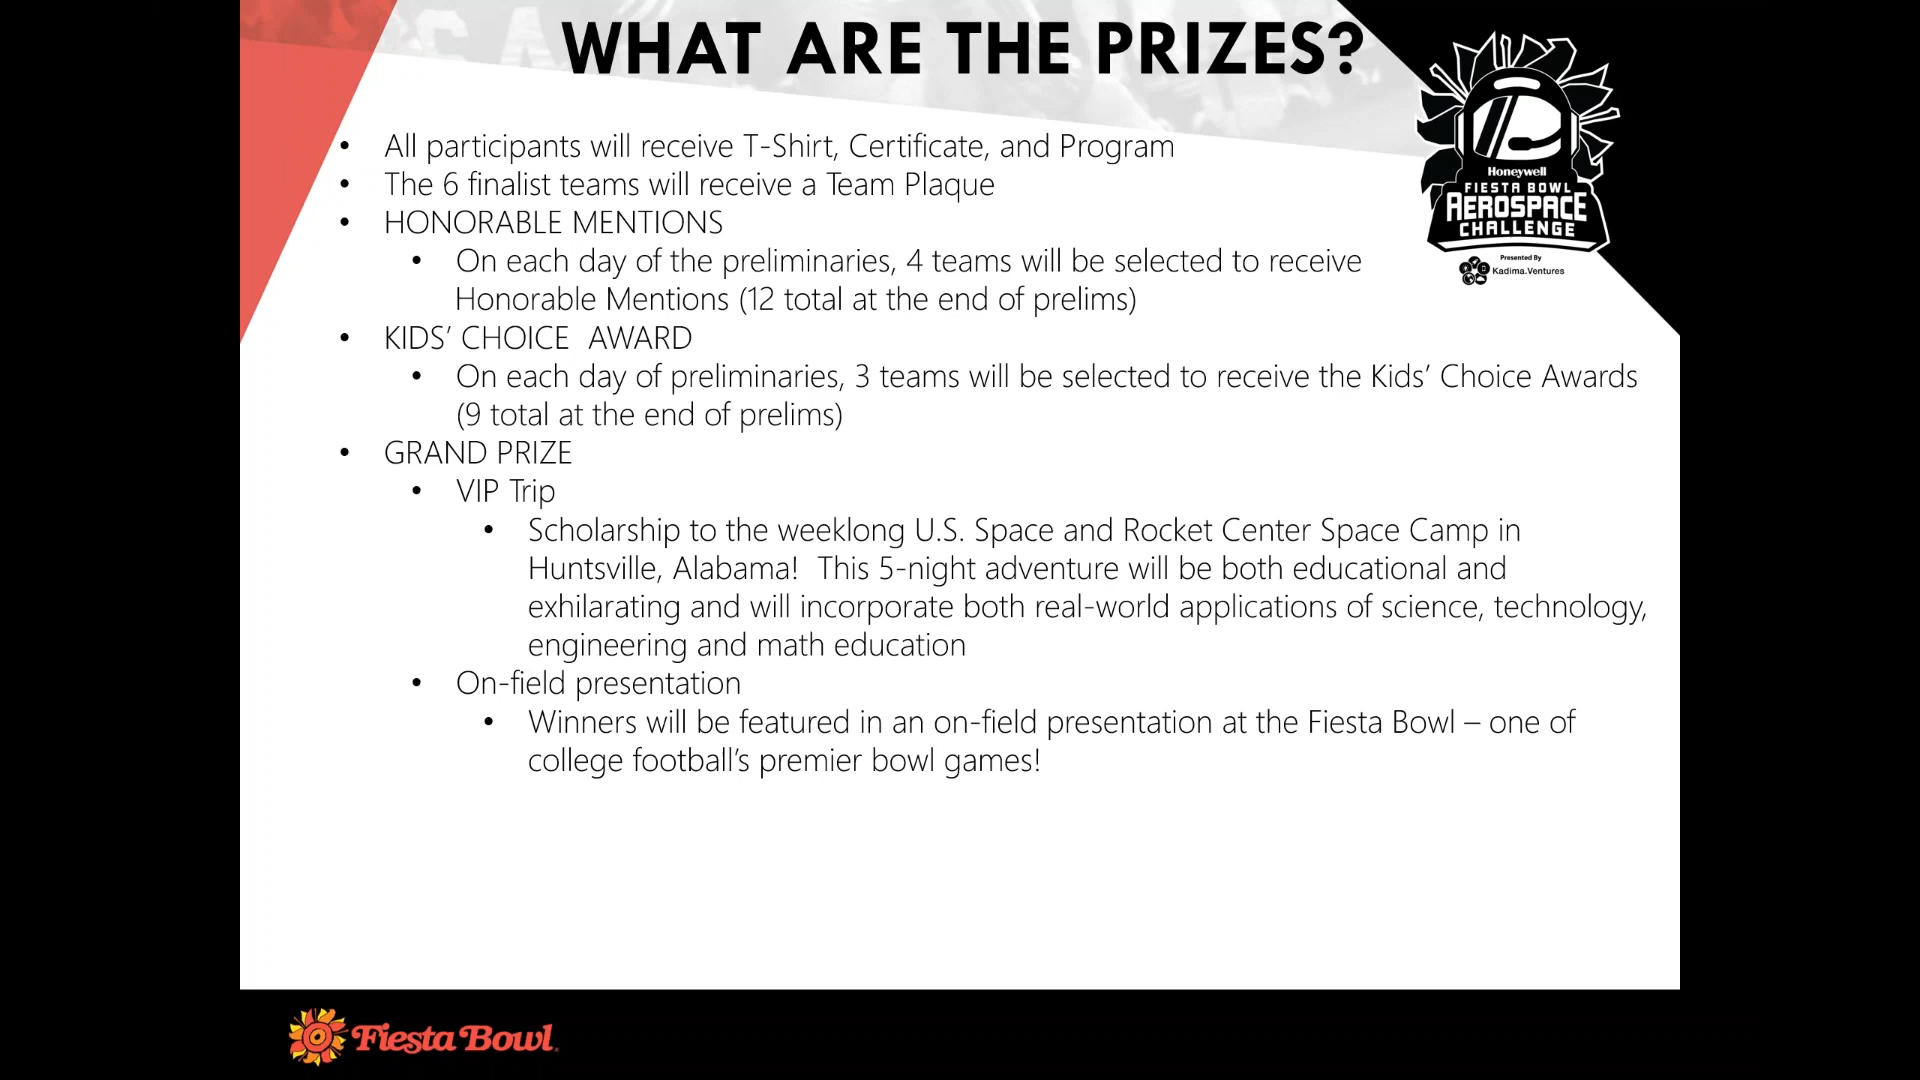 WHAT ARE THE PRIZES?
• All participants will receive T-Shirt, Certificate, and Program
• The 6 finalist teams will receive a Team Plaque
• HONORABLE MENTIONS
• On each day of the preliminaries, 4 teams will be selected to receive
Honorable Mentions (12 total at the end of prelims)
• KIDS’ CHOICE  AWARD
• On each day of preliminaries, 3 teams will be selected to receive the Kids’ Choice Awards
(9 total at the end of prelims)
• GRAND PRIZE
• VIP Trip
• Scholarship to the weeklong U.S. Space and Rocket Center Space Camp in
Huntsville, Alabama!  This 5-night adventure will be both educational and
exhilarating and will incorporate both real-world applications of science, technology,
engineering and math education
• On-field presentation
• Winners will be featured in an on-field presentation at the Fiesta Bowl – one of
college football’s premier bowl games!
Honeywell
FIESTA BOWL
AEROSPACE
CHALLENGE
Presented By
Kadima.Ventures
Fiesta Bowl